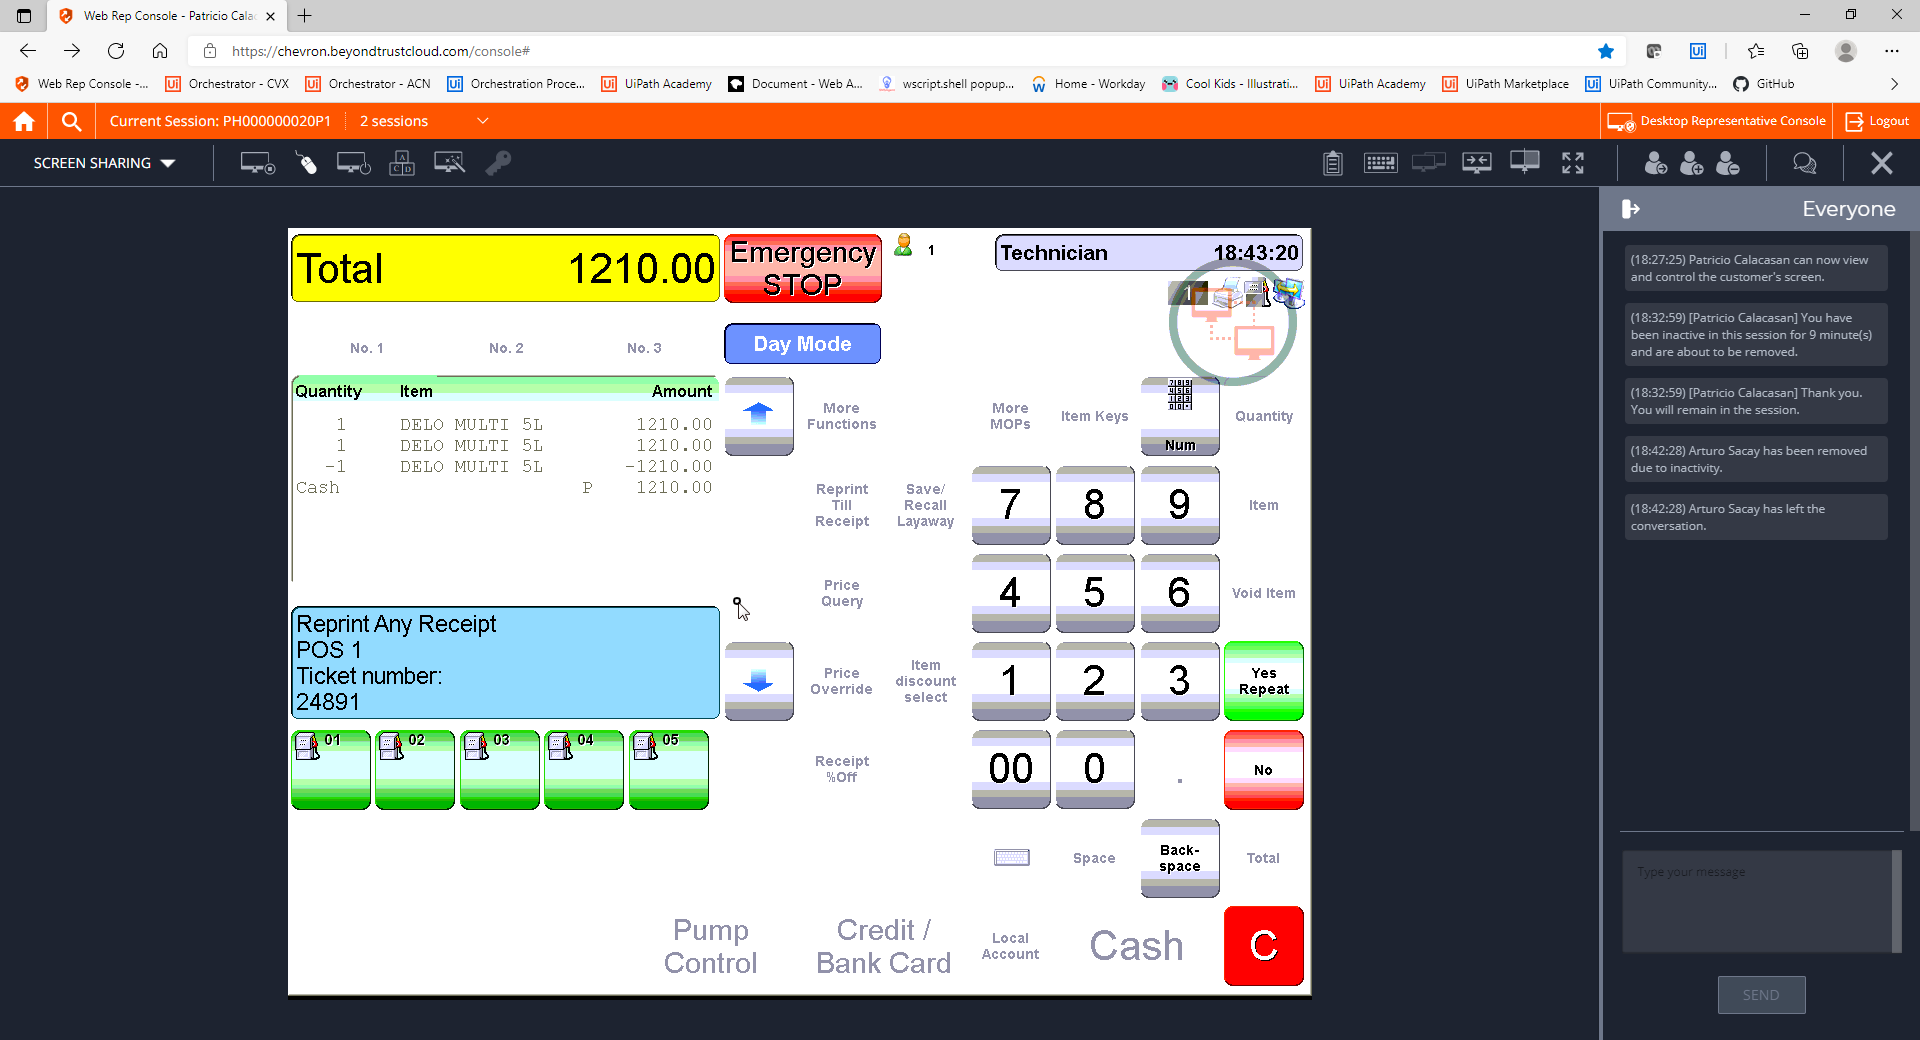 Web Rep Console - Patricio Cala
https://chevron.beyondtrustcloud.com/console#
Web Rep Console -...
Orchestrator - CVX
Orchestrator - ACN
Orchestration Proce...
UiPath Academy
Document - Web A...
wscript.shell popup...
Home - Workday
Cool Kids - Illustrati...
UiPath Academy
UiPath Marketplace
UiPath Community...
GitHub
Current Session: PH000000020P1
2 sessions
Desktop Representative Console
Logout
SCREEN SHARING
Everyone
(18:27:25) Patricio Calacasan can now view
and control the customer's screen.
(18:32:59) [Patricio Calacasan] You have
been inactive in this session for 9 minute(s)
and are about to be removed.
(18:32:59) [Patricio Calacasan] Thank you.
You will remain in the session.
(18:42:28) Arturo Sacay has been removed
due to inactivity.
(18:42:28) Arturo Sacay has left the
conversation.
Type your message
SEND
Total 1210.00
Emergency
STOP
1
Technician 18:43:20
1
No. 1 No. 2 No. 3
Day Mode
Quantity Item Amount
1 DELO MULTI 5L 1210.00
1 DELO MULTI 5L 1210.00
-1 DELO MULTI 5L -1210.00
Cash P 1210.00
Reprint Any Receipt
POS 1
Ticket number:
24891
01 02 03 04 05
More
Functions
Reprint
Till
Receipt
Save/
Recall
Layaway
Price
Query
Price
Override
Item
discount
select
Receipt
%Off
More
MOPs
Item Keys
Num
Quantity
7 8 9
Item
4 5 6
Void Item
1 2 3
Yes
Repeat
00 0 .
No
Space
Back-
space
Total
Pump
Control
Credit /
Bank Card
Local
Account
Cash
C